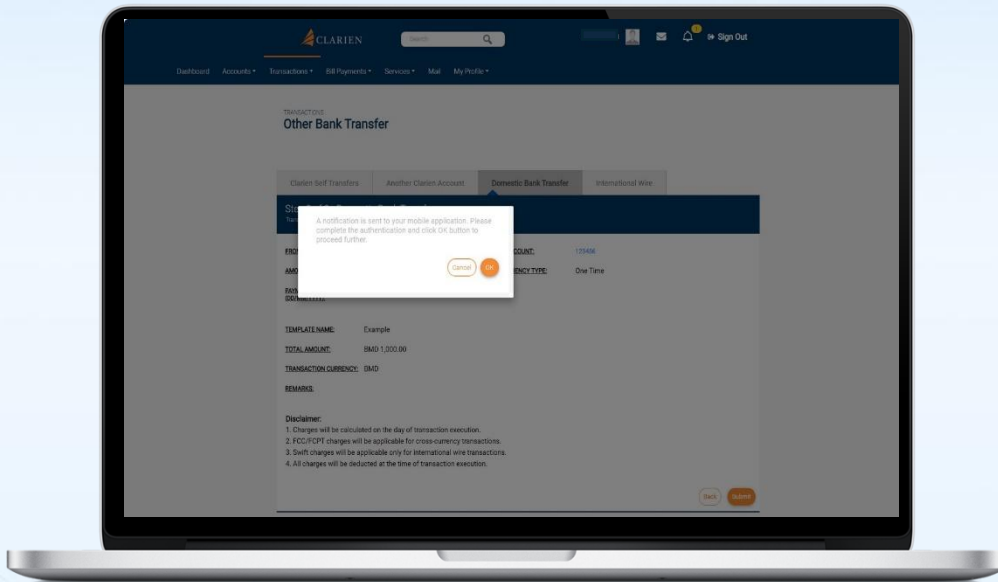 CLARIEN
Search
1
Sign Out
Dashboard Accounts Transactions Bill Payments Services Mail My Profile
TRANSACTIONS
Other Bank Transfer
Clarien Self Transfers Another Clarien Account Domestic Bank Transfer International Wire
A notification is sent to your mobile application. Please
complete the authentication and click OK button to
proceed further.
Cancel OK
123456
One Time
TEMPLATE NAME: Example
TOTAL AMOUNT: BMD 1,000.00
TRANSACTION CURRENCY: BMD
REMARKS:
Disclaimer:
1. Charges will be calculated on the day of transaction execution.
2. FCC/FCPT charges will be applicable for cross-currency transactions.
3. Swift charges will be applicable only for international wire transactions.
4. All charges will be deducted at the time of transaction execution.
Back Submit